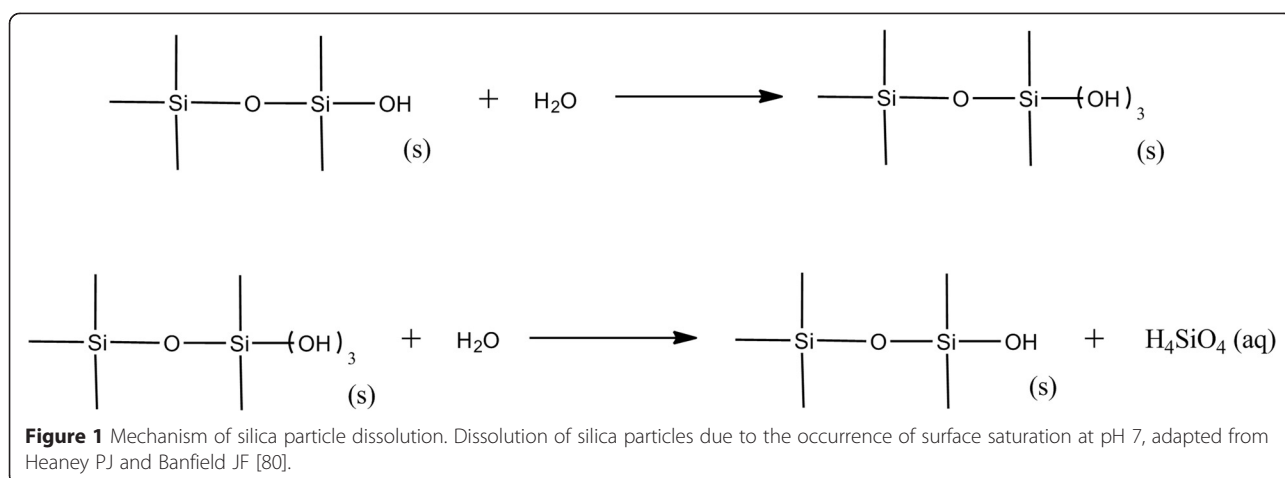 Si—O—Si—OH (s) + H₂O ⟶ Si—O—Si—(OH)₃ (s)
Si—O—Si—(OH)₃ (s) + H₂O ⟶ Si—O—Si—OH (s) + H₄SiO₄ (aq)
Figure 1 Mechanism of silica particle dissolution. Dissolution of silica particles due to the occurrence of surface saturation at pH 7, adapted from
Heaney PJ and Banfield JF [80].